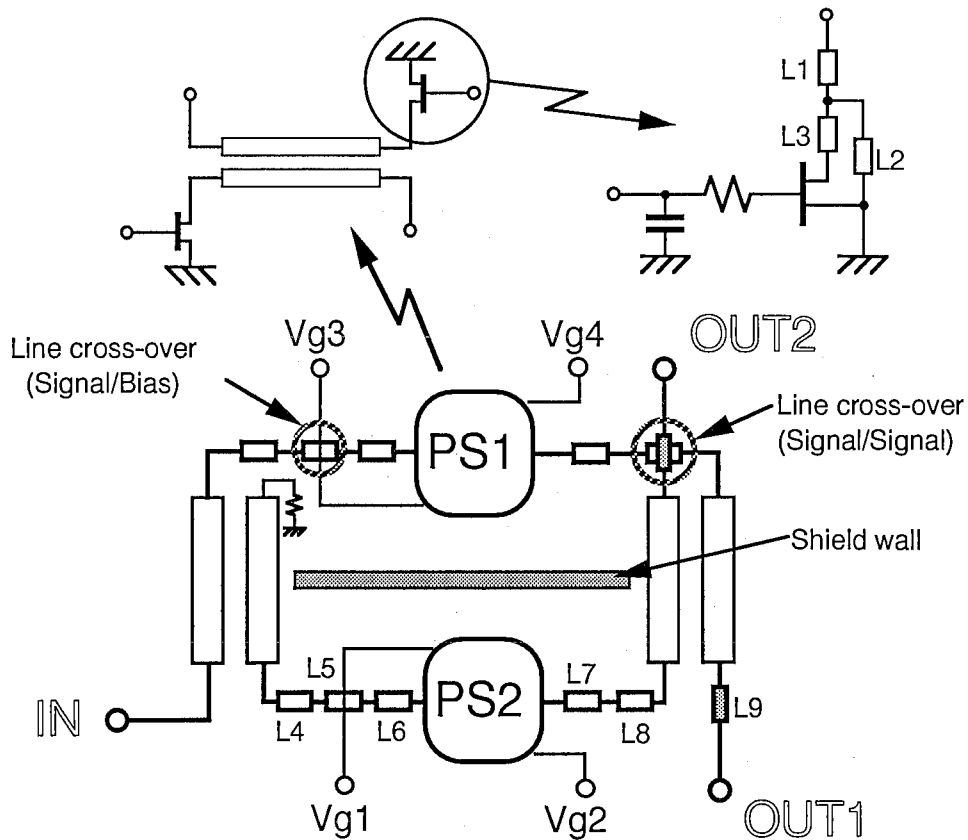 L1
L3
L2
Vg3
Vg4
OUT2
Line cross-over
(Signal/Bias)
Line cross-over
(Signal/Signal)
PS1
Shield wall
L5
L7
PS2
IN
L4
L6
L8
L9
Vg1
Vg2
OUT1